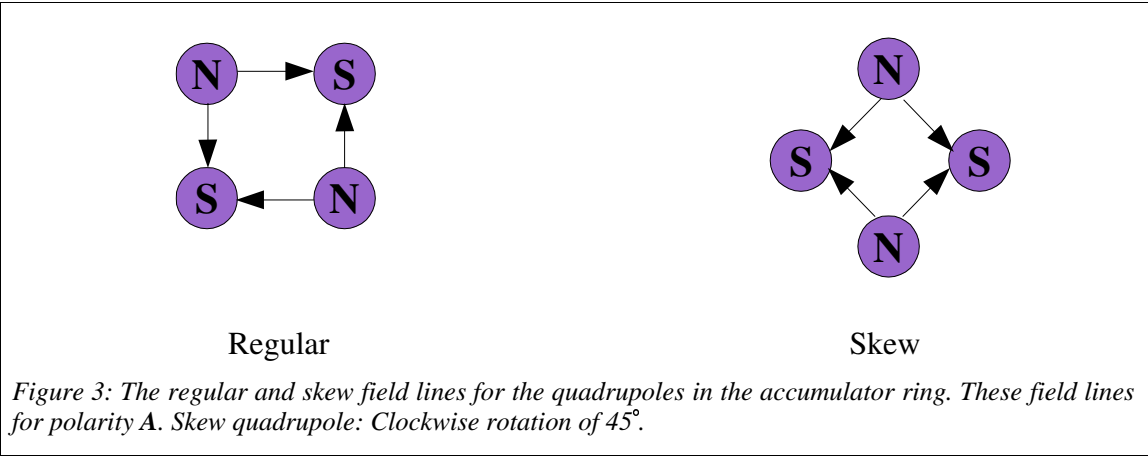 N S N
S S
S N N
Regular Skew
Figure 3: The regular and skew field lines for the quadrupoles in the accumulator ring. These field lines
for polarity A. Skew quadrupole: Clockwise rotation of 45°.